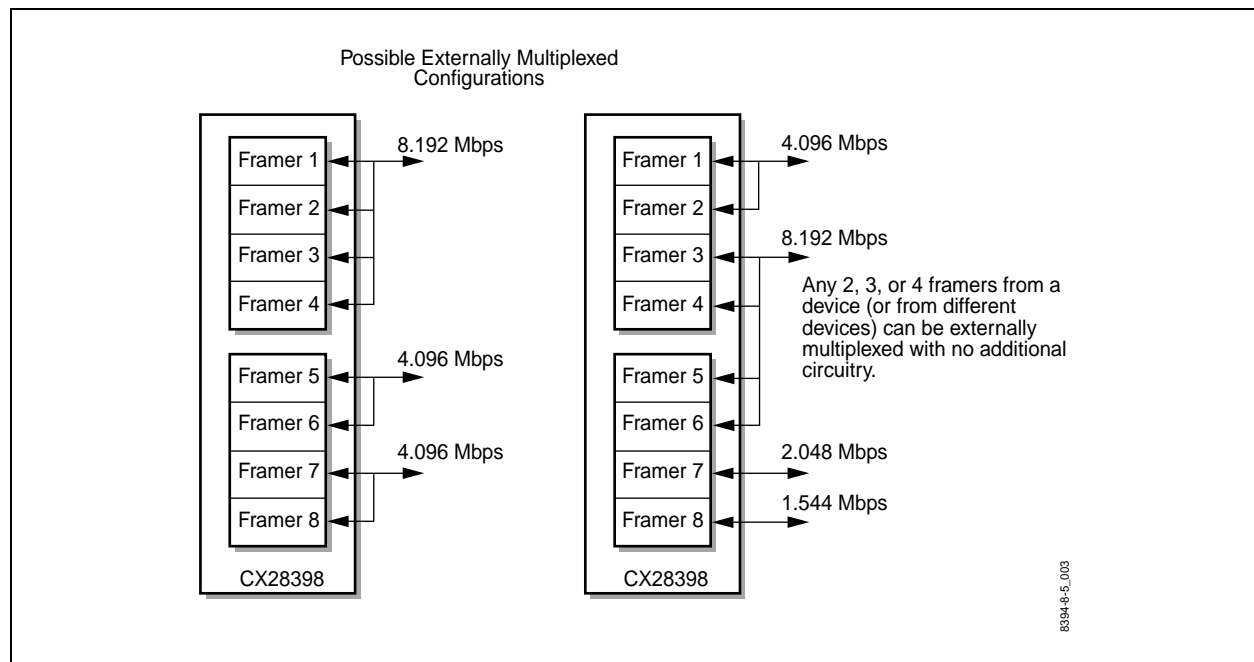 Possible Externally Multiplexed
Configurations
Framer 1
Framer 2
Framer 3
Framer 4
Framer 5
Framer 6
Framer 7
Framer 8
CX28398
8.192 Mbps
4.096 Mbps
4.096 Mbps
Framer 1
Framer 2
Framer 3
Framer 4
Framer 5
Framer 6
Framer 7
Framer 8
CX28398
4.096 Mbps
8.192 Mbps
Any 2, 3, or 4 framers from a
device (or from different
devices) can be externally
multiplexed with no additional
circuitry.
2.048 Mbps
1.544 Mbps
8394-8-5_003